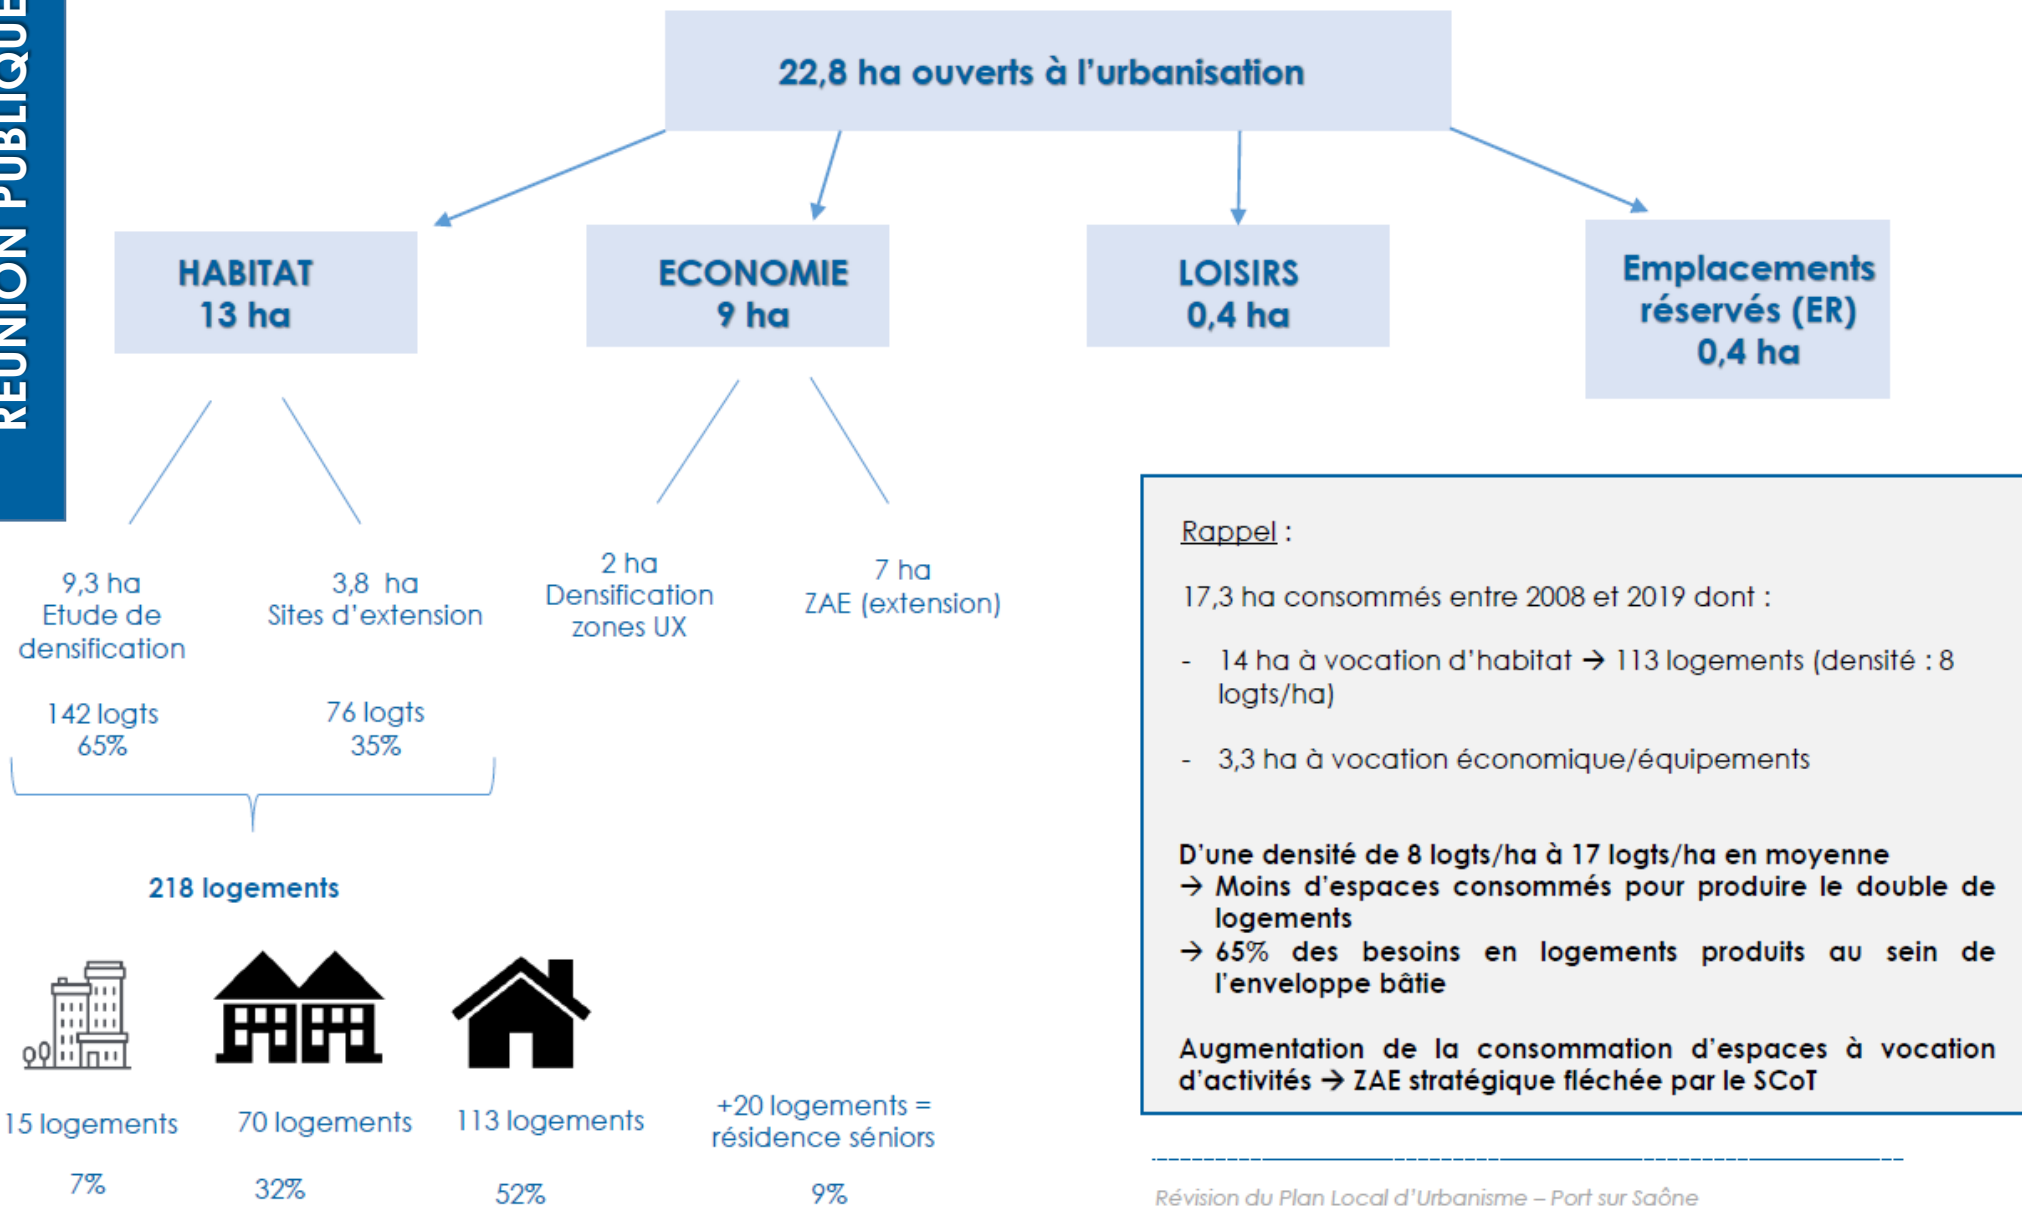 REUNION PUBLIQUE
22,8 ha ouverts à l'urbanisation
HABITAT
13 ha
ECONOMIE
9 ha
LOISIRS
0,4 ha
Emplacements
réservés (ER)
0,4 ha
9,3 ha
Etude de
densification
142 logts
65%
3,8 ha
Sites d'extension
76 logts
35%
2 ha
Densification
zones UX
7 ha
ZAE (extension)
218 logements
15 logements
7%
70 logements
32%
113 logements
52%
+20 logements =
résidence séniors
9%
Rappel :
17,3 ha consommés entre 2008 et 2019 dont :
- 14 ha à vocation d'habitat → 113 logements (densité : 8
logts/ha)
- 3,3 ha à vocation économique/équipements
D'une densité de 8 logts/ha à 17 logts/ha en moyenne
→ Moins d'espaces consommés pour produire le double de
logements
→ 65% des besoins en logements produits au sein de
l'enveloppe bâtie
Augmentation de la consommation d'espaces à vocation
d'activités → ZAE stratégique fléchée par le SCoT
Révision du Plan Local d'Urbanisme – Port sur Saône